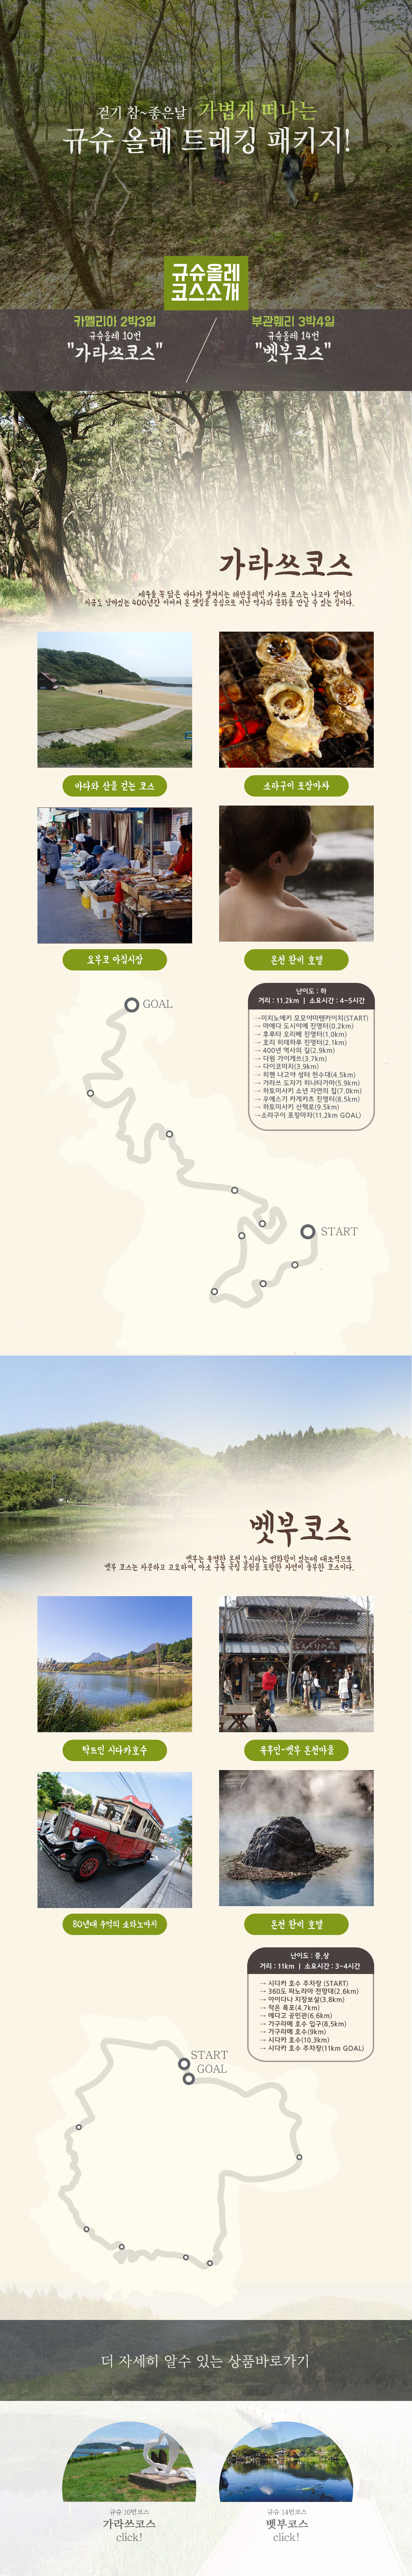 걷기 참~좋은날 가볍게 떠나는
규슈 올레 트레킹 패키지!
규슈올레
코스소개
카멜리아 2박3일
규슈올레 10번
"가라쓰코스"
부관훼리 3박4일
규슈올레 14번
"벳부코스"
가라쓰코스
제주를 꼭 닮은 바다가 펼쳐지는 해안올레인 가라쓰 코스는 나고야 성터와
지금도 남아있는 400년간 이어져 온 옛길을 중심으로 지난 역사와 문화를 만날 수 있는 길이다.
바다와 산을 걷는 코스
소라구이 포장마차
요부코 아침시장
온천 완비 호텔
GOAL
START
난이도 : 하
거리 : 11.2km | 소요시간 : 4~5시간
→미치노에키 모모야마텐카이치(START)
→ 마에다 도시이에 진영터(0.2km)
→ 후루타 오리베 진영터(1.0km)
→ 호리 히데하루 진영터(2.1km)
→ 400년 역사의 길(2.9km)
→ 다원 가이게쓰(3.7km)
→ 다이코미치(3.9km)
→ 히젠 나고야 성터 천수대(4.5km)
→ 가라쓰 도자기 히나타가마(5.9km)
→ 하토미사키 소년 자연의 집(7.0km)
→ 우에스기 카게카츠 진영터(8.5km)
→ 하토미사키 산책로(9.5km)
→소라구이 포장마차(11.2km GOAL)
벳부코스
벳부는 유명한 온천 도시라는 번화함이 있는데 대조적으로
벳부 코스는 차분하고 고요하며, 아소 구쥬 국립 공원을 포함한 자연이 풍부한 코스이다.
탁트인 시다카호수
유후인-벳부 온천마을
80년대 추억의 쇼와노마치
온천 완비 호텔
난이도 : 중,상
거리 : 11km | 소요시간 : 3~4시간
→ 시다카 호수 주차장 (START)
→ 360도 파노라마 전망대(2.6km)
→ 아이다나 지장보살(3.8km)
→ 작은 폭포(4.7km)
→ 에다고 공민관(6.6km)
→ 가구라메 호수 입구(8.5km)
→ 가구라메 호수(9km)
→ 시다카 호수(10.3km)
→ 시다카 호수 주차장(11km GOAL)
START
GOAL
더 자세히 알수 있는 상품바로가기
규슈 10번코스
가라쓰코스
click!
규슈 14번코스
벳부코스
click!